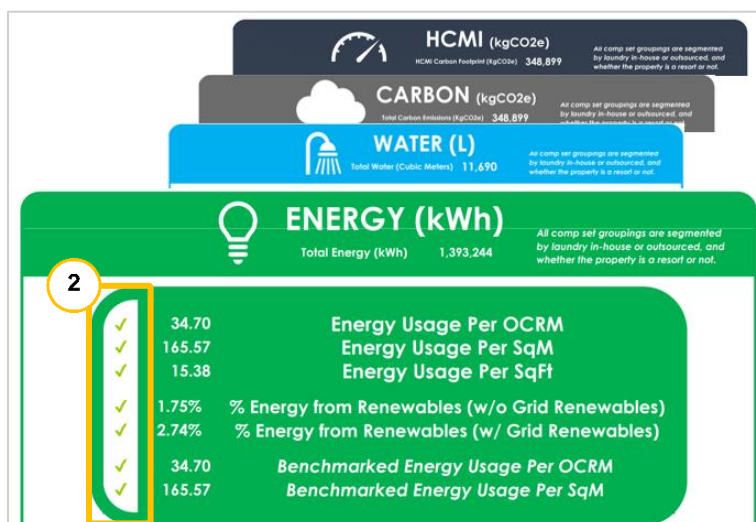 HCMI (kgCO2e)
HCMI Carbon Footprint (KgCO2e) 348,899
All comp set groupings are segmented
by laundry in-house or outsourced, and
whether the property is a resort or not.
CARBON (kgCO2e)
Total Carbon Emissions (KgCO2e) 348,899
All comp set groupings are segmented
by laundry in-house or outsourced, and
whether the property is a resort or not.
WATER (L)
Total Water (Cubic Meters) 11,690
All comp set groupings are segmented
by laundry in-house or outsourced, and
whether the property is a resort or not.
ENERGY (kWh)
Total Energy (kWh) 1,393,244
All comp set groupings are segmented
by laundry in-house or outsourced, and
whether the property is a resort or not.
2
✓ 34.70 Energy Usage Per OCRM
✓ 165.57 Energy Usage Per SqM
✓ 15.38 Energy Usage Per SqFt
✓ 1.75% % Energy from Renewables (w/o Grid Renewables)
✓ 2.74% % Energy from Renewables (w/ Grid Renewables)
✓ 34.70 Benchmarked Energy Usage Per OCRM
✓ 165.57 Benchmarked Energy Usage Per SqM